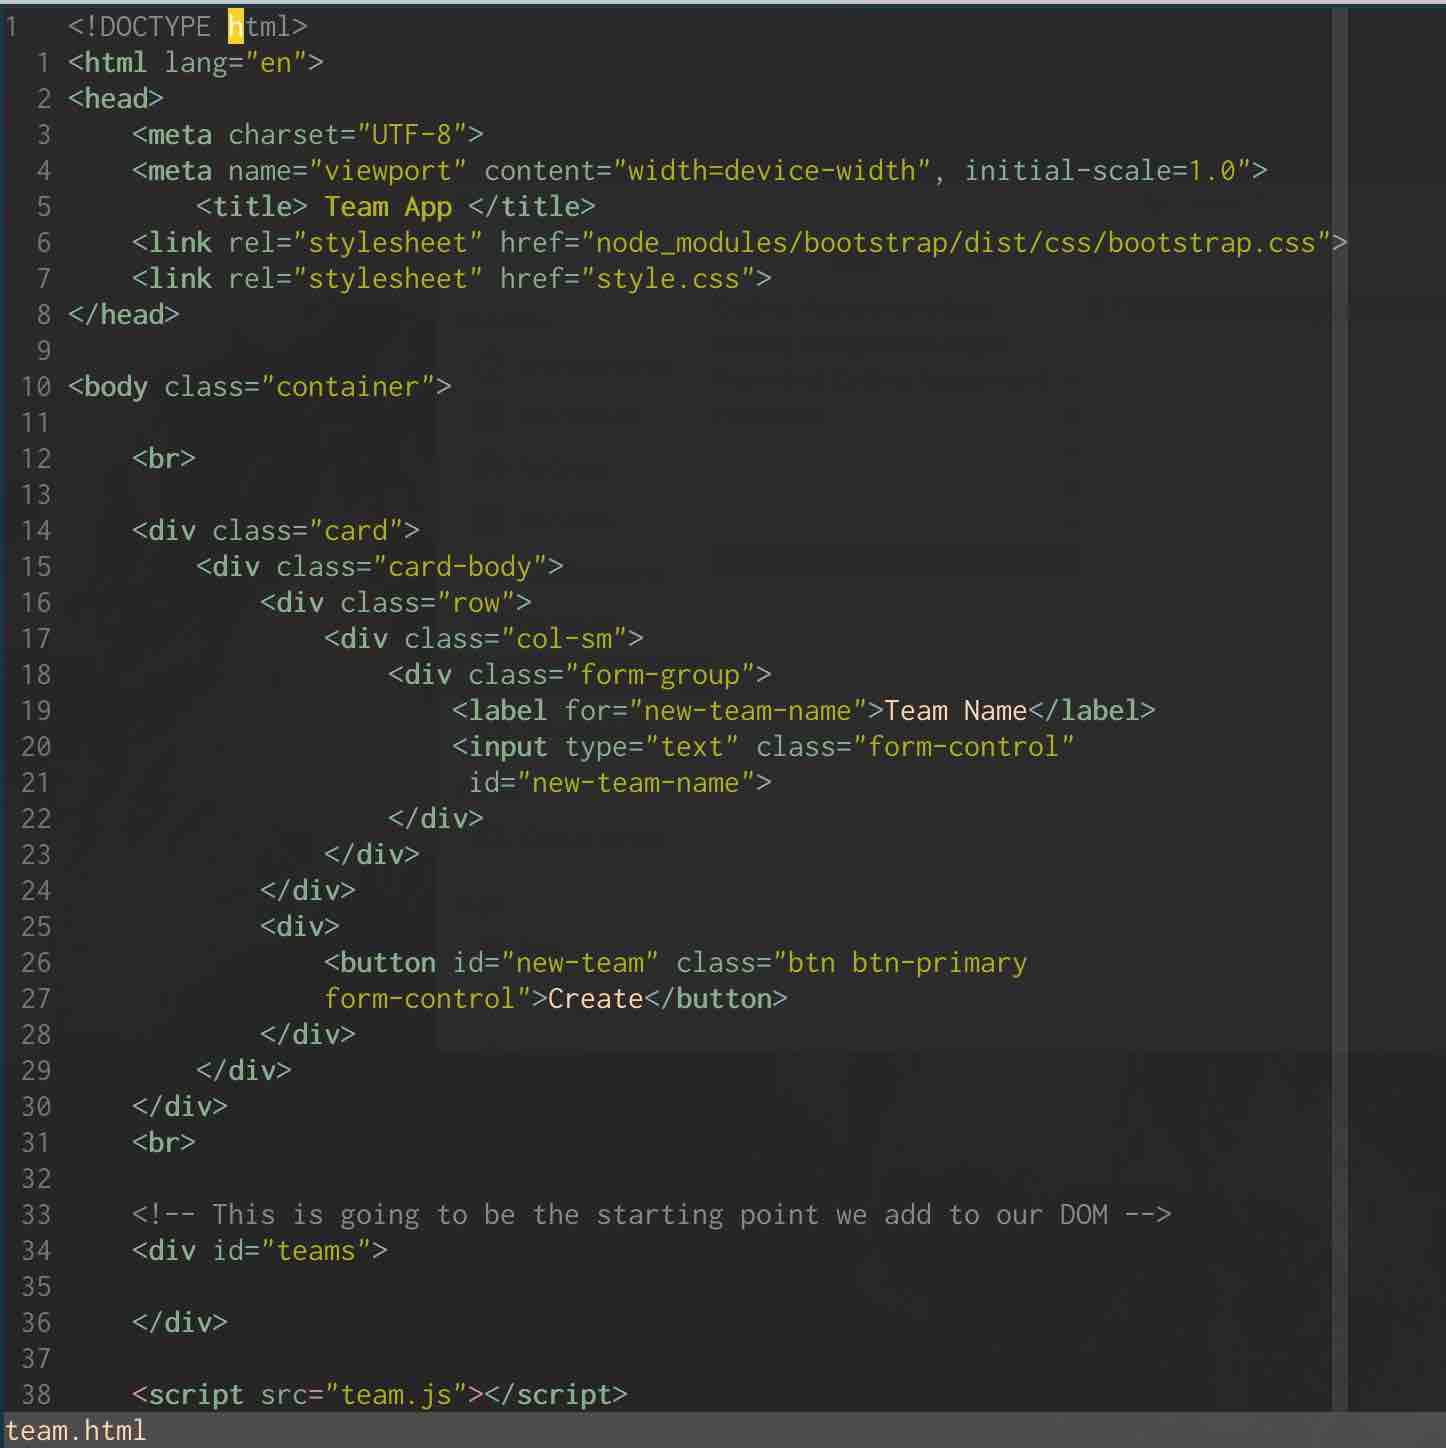 1   <!DOCTYPE html>
  1 <html lang="en">
  2 <head>
  3     <meta charset="UTF-8">
  4     <meta name="viewport" content="width=device-width", initial-scale=1.0">
  5         <title> Team App </title>
  6     <link rel="stylesheet" href="node_modules/bootstrap/dist/css/bootstrap.css">
  7     <link rel="stylesheet" href="style.css">
  8 </head>
  9
 10 <body class="container">
 11
 12     <br>
 13
 14     <div class="card">
 15         <div class="card-body">
 16             <div class="row">
 17                 <div class="col-sm">
 18                     <div class="form-group">
 19                         <label for="new-team-name">Team Name</label>
 20                         <input type="text" class="form-control"
 21                          id="new-team-name">
 22                     </div>
 23                 </div>
 24             </div>
 25             <div>
 26                 <button id="new-team" class="btn btn-primary
 27                 form-control">Create</button>
 28             </div>
 29         </div>
 30     </div>
 31     <br>
 32
 33     <!-- This is going to be the starting point we add to our DOM -->
 34     <div id="teams">
 35
 36     </div>
 37
 38     <script src="team.js"></script>
team.html